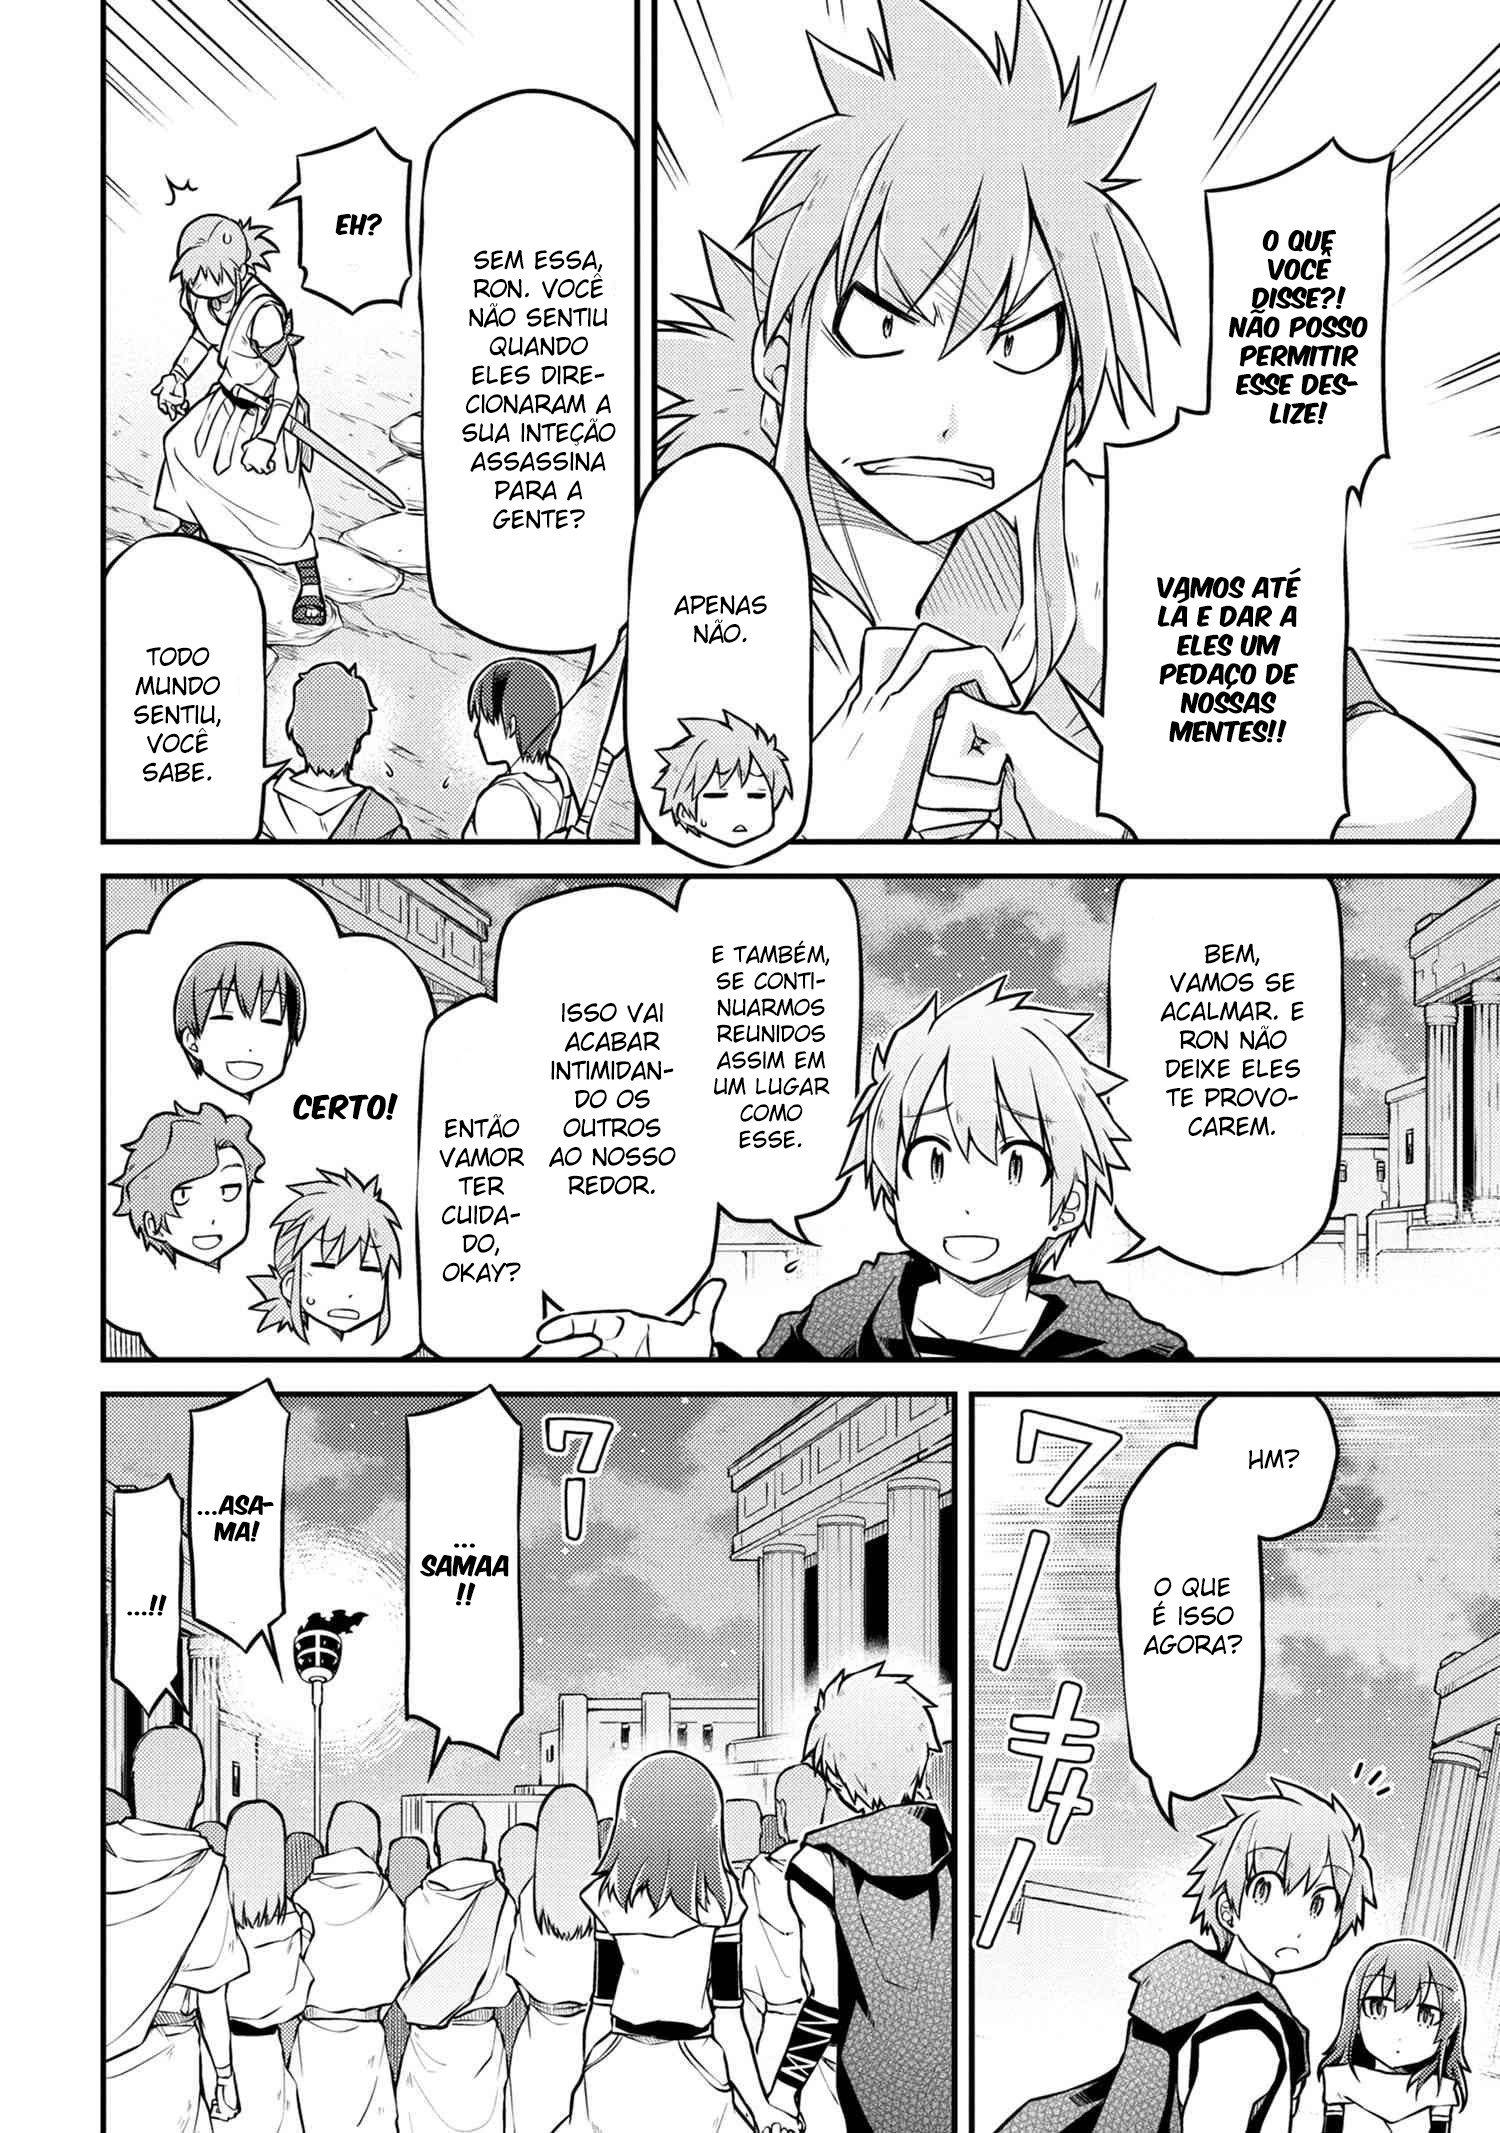 O QUE
VOCÊ
DISSE?!
NÃO POSSO
PERMITIR
ESSE DES-
LIZE!
VAMOS ATÉ
LÁ E DAR A
ELES UM
PEDAÇO DE
NOSSAS
MENTES!!
APENAS
NÃO.
SEM ESSA,
RON. VOCÊ
NÃO SENTIU
QUANDO
ELES DIRE-
CIONARAM A
SUA INTEÇÃO
ASSASSINA
PARA A
GENTE?
EH?
TODO
MUNDO
SENTIU,
VOCÊ
SABE.
BEM,
VAMOS SE
ACALMAR. E
RON NÃO
DEIXE ELES
TE PROVO-
CAREM.
E TAMBÉM,
SE CONTI-
NUARMOS
REUNIDOS
ASSIM EM
UM LUGAR
COMO
ESSE.
ISSO VAI
ACABAR
INTIMIDAN-
DO OS
OUTROS
AO NOSSO
REDOR.
ENTÃO
VAMOR
TER
CUIDA-
DO,
OKAY?
CERTO!
HM?
O QUE
É ISSO
AGORA?
ワーー
キャーー
ワー
...
SAMAA
!!
...ASA-
MA!
...!!